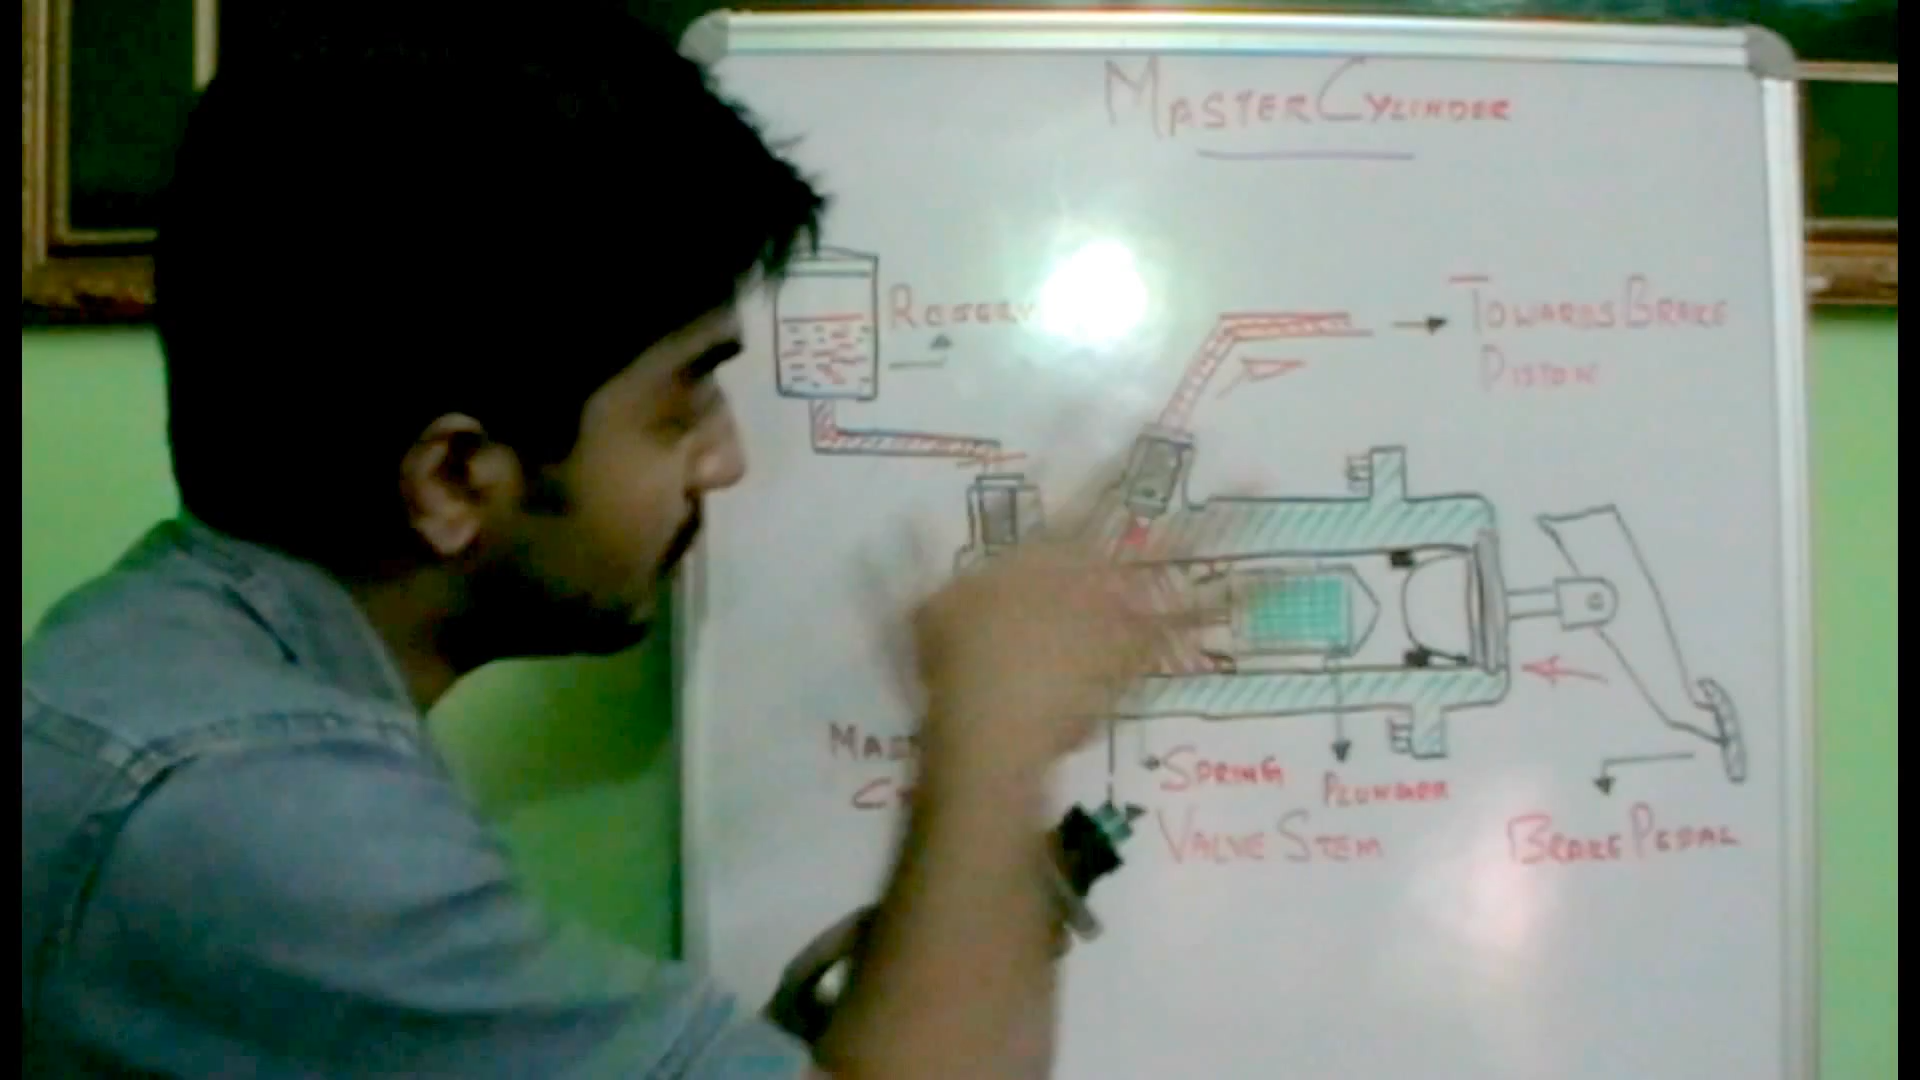 MASTER CYLINDER
TOWARDS BRAKE
PISTON
SPRING
PLUNGER
VALVE STEM
BRAKE PEDAL